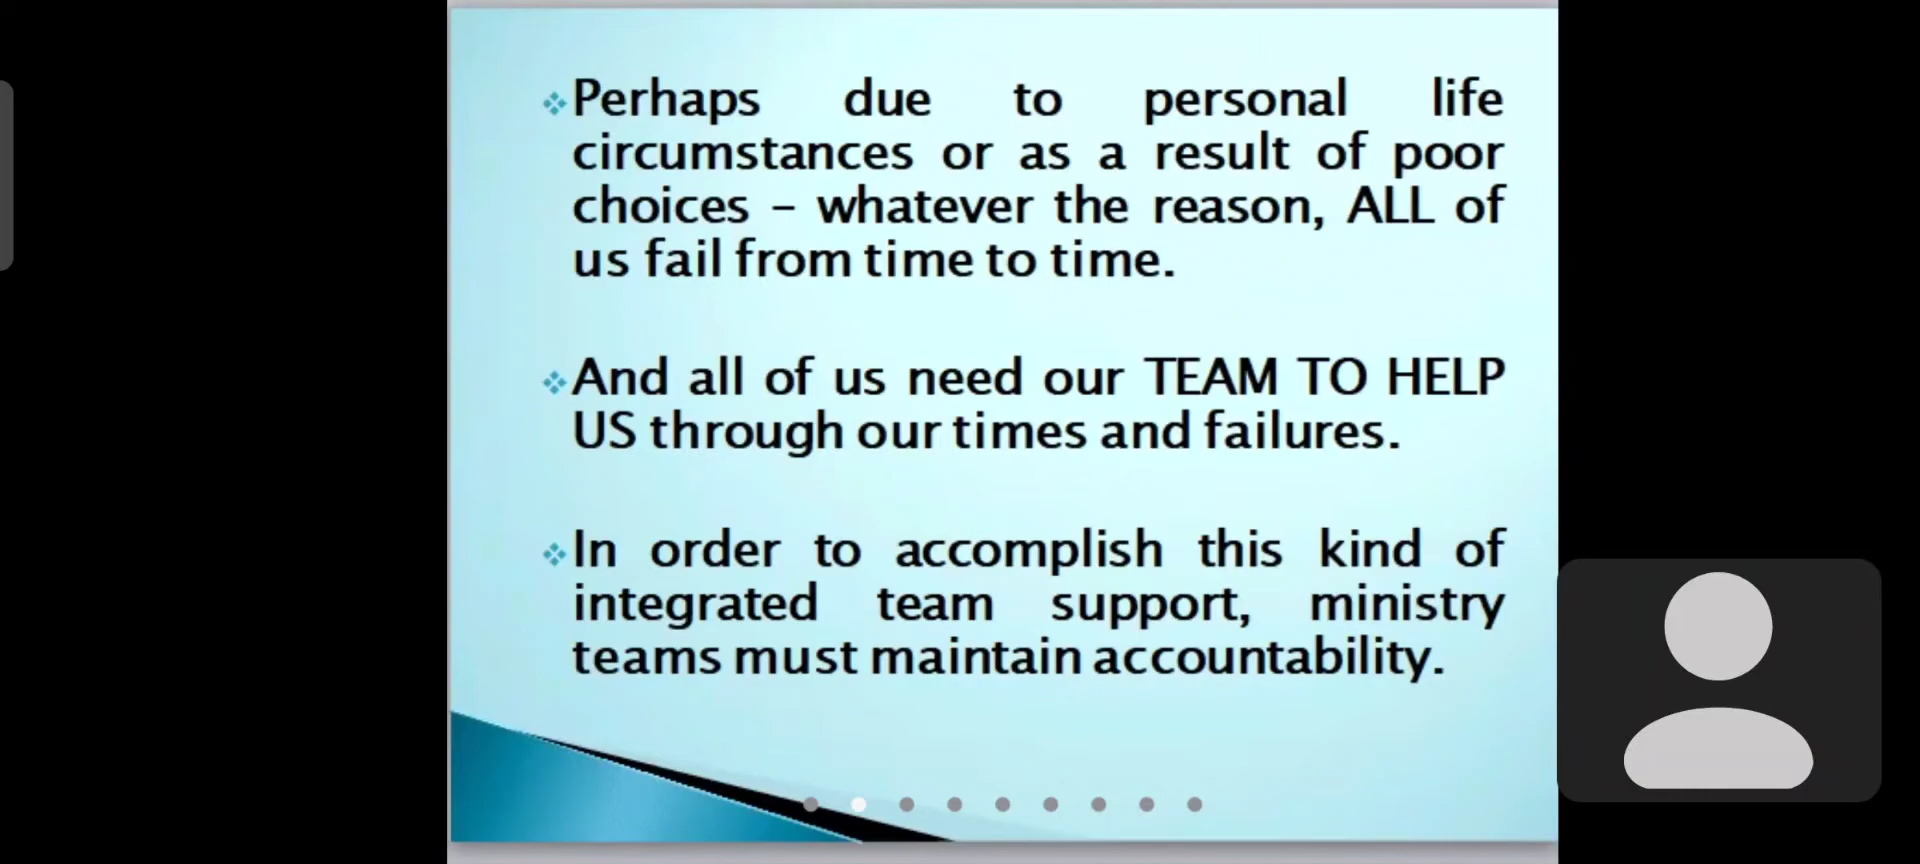 Perhaps due to personal life
circumstances or as a result of poor
choices – whatever the reason, ALL of
us fail from time to time.
And all of us need our TEAM TO HELP
US through our times and failures.
In order to accomplish this kind of
integrated team support, ministry
teams must maintain accountability.